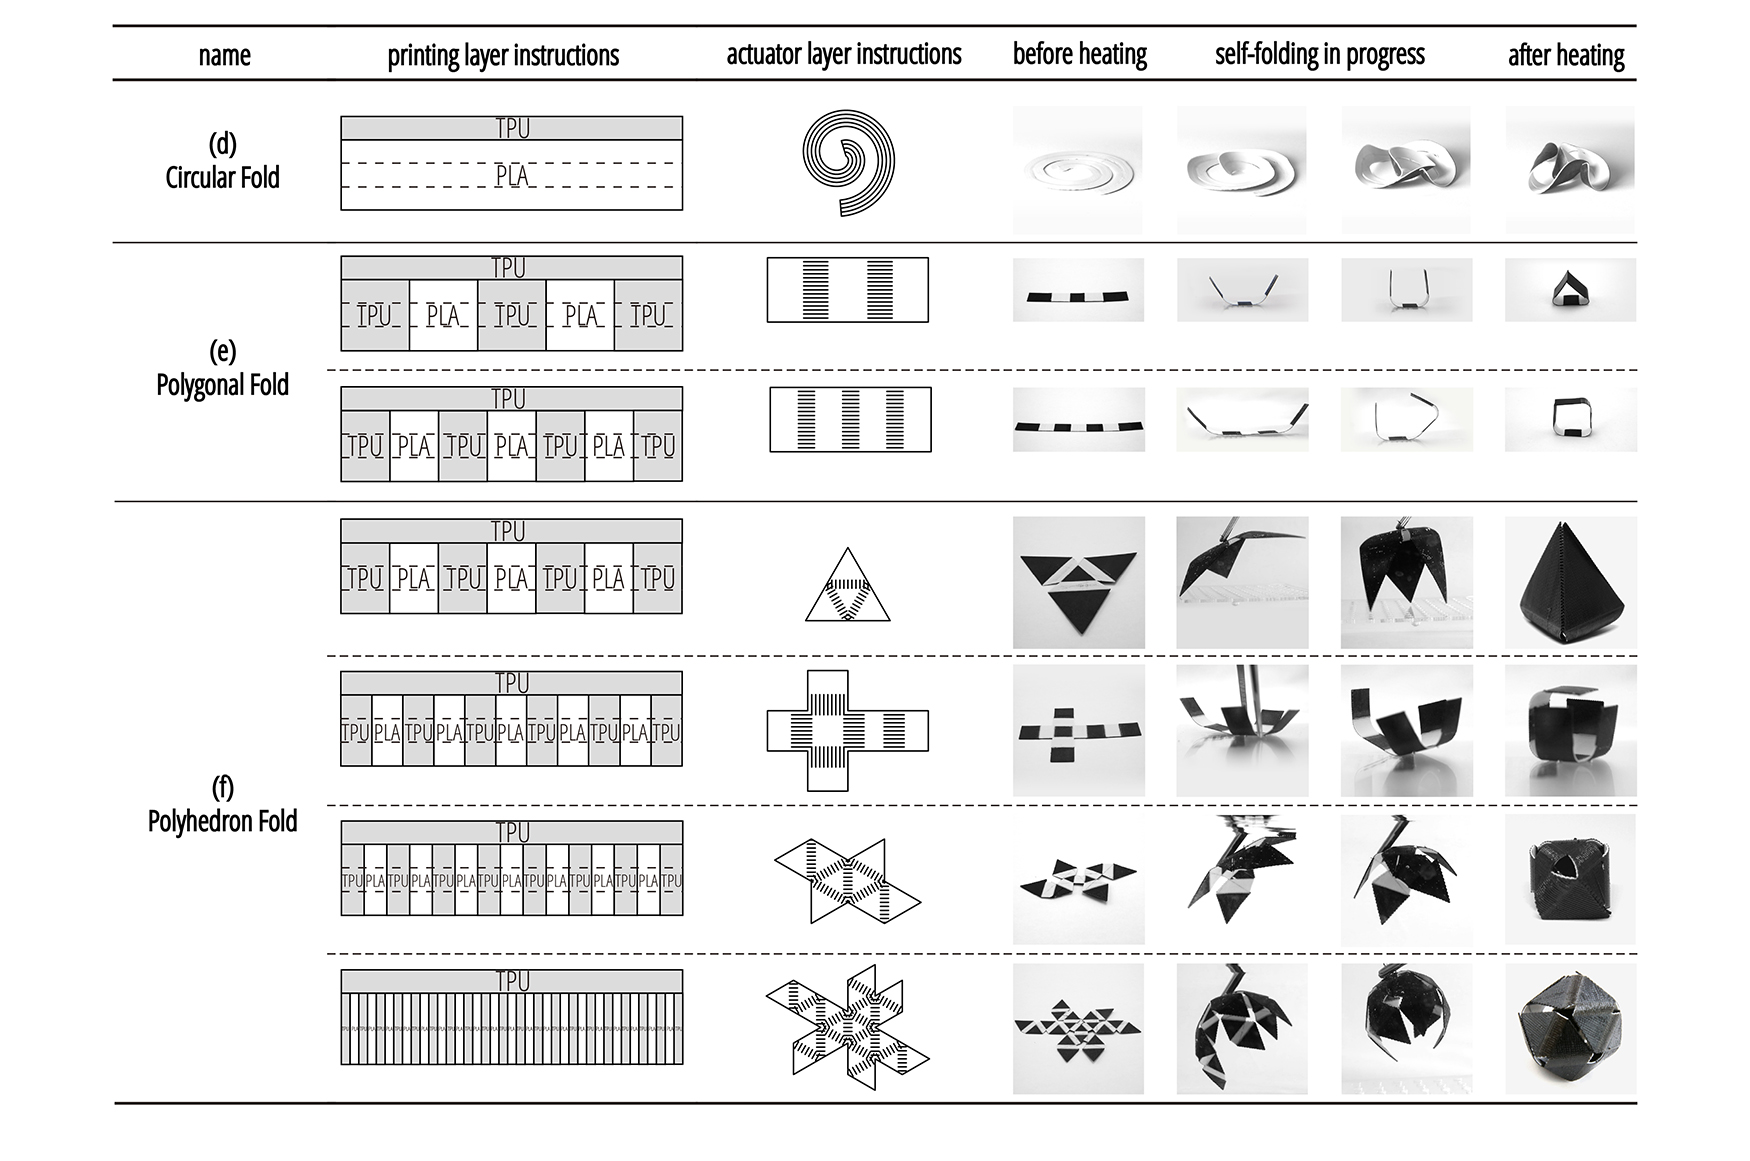 name printing layer instructions actuator layer instructions before heating self-folding in progress after heating
(d)
Circular Fold
TPU
PLA
(e)
Polygonal Fold
TPU
TPU PLA TPU PLA TPU
TPU
TPU PLA TPU PLA TPU PLA TPU
(f)
Polyhedron Fold
TPU
TPU PLA TPU PLA TPU PLA TPU
TPU
TPU PLA TPU PLA TPU PLA TPU PLA TPU PLA TPU
TPU
TPU PLA TPU PLA TPU PLA TPU PLA TPU PLA TPU PLA TPU PLA TPU
TPU